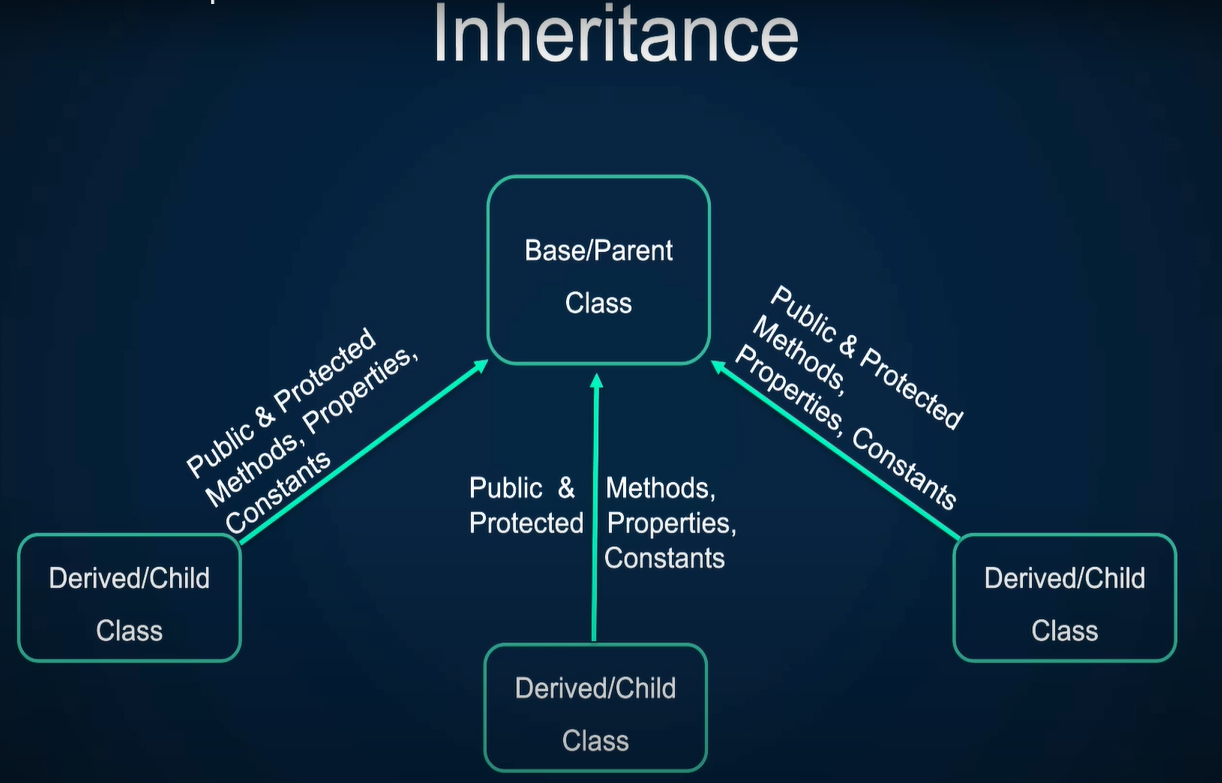 Inheritance
Base/Parent
Class
Public & Protected
Methods, Properties,
Constants
Public & Protected
Methods,
Properties, Constants
Public & Methods,
Protected Properties,
Constants
Derived/Child
Class
Derived/Child
Class
Derived/Child
Class